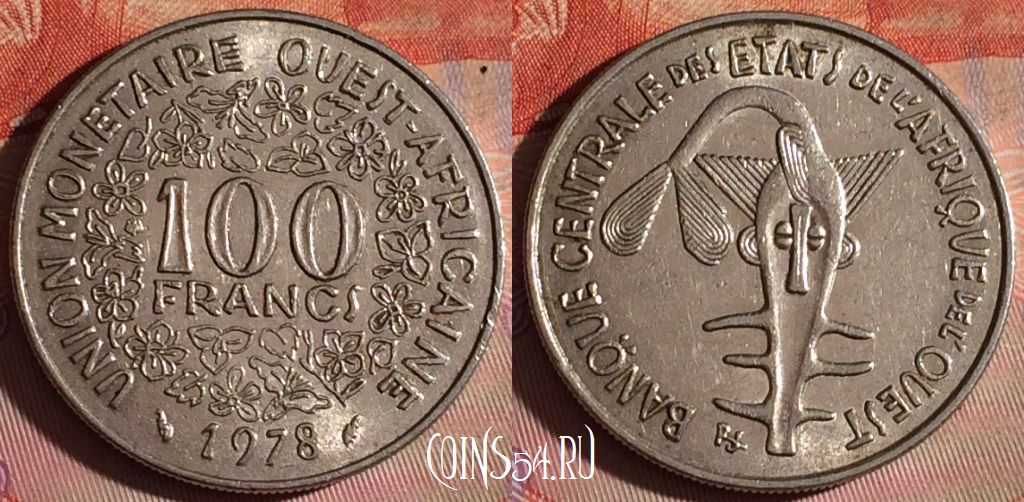 UNION MONETAIRE OUEST-AFRICAINE
100
FRANCS
1978
BANQUE CENTRALE DES ETATS DE L'AFRIQUE DE L'OUEST
COINS54.RU